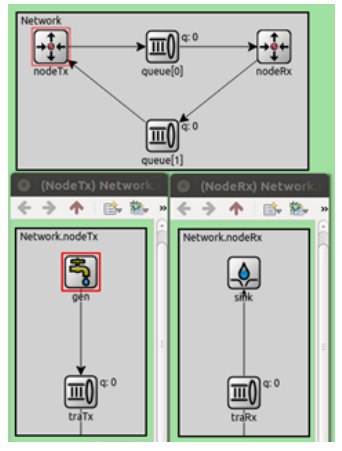 Network
q: 0
nodeTx
queue[0]
nodeRx
q: 0
queue[1]
(NodeTx) Network.
(NodeRx) Network.
Network.nodeTx
gen
q: 0
traTx
Network.nodeRx
sink
q: 0
traRx